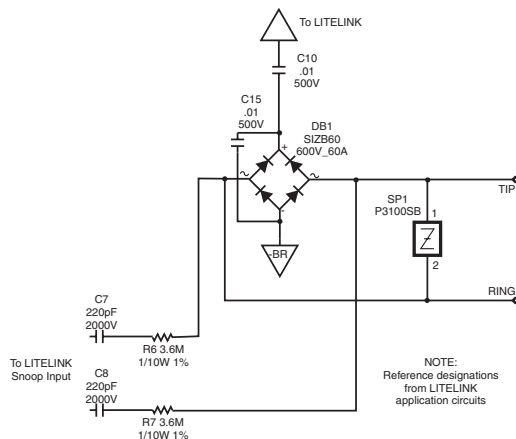 To LITELINK
C10
.01
500V
C15
.01
500V
DB1
SIZB60
600V_60A
+
~
~
-
-BR
TIP
SP1
P3100SB
1
2
RING
C7
220pF
2000V
R6 3.6M
1/10W 1%
To LITELINK
Snoop Input
C8
220pF
2000V
R7 3.6M
1/10W 1%
NOTE:
Reference designations
from LITELINK
application circuits